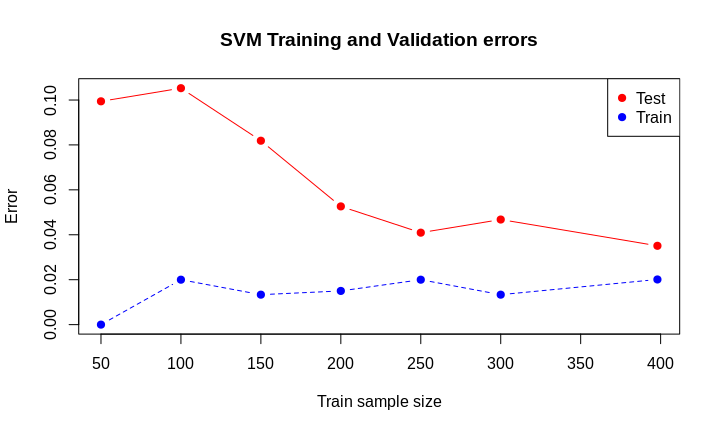 SVM Training and Validation errors
Test
Train
0.10
0.08
0.06
0.04
0.02
0.00
Error
50 100 150 200 250 300 350 400
Train sample size